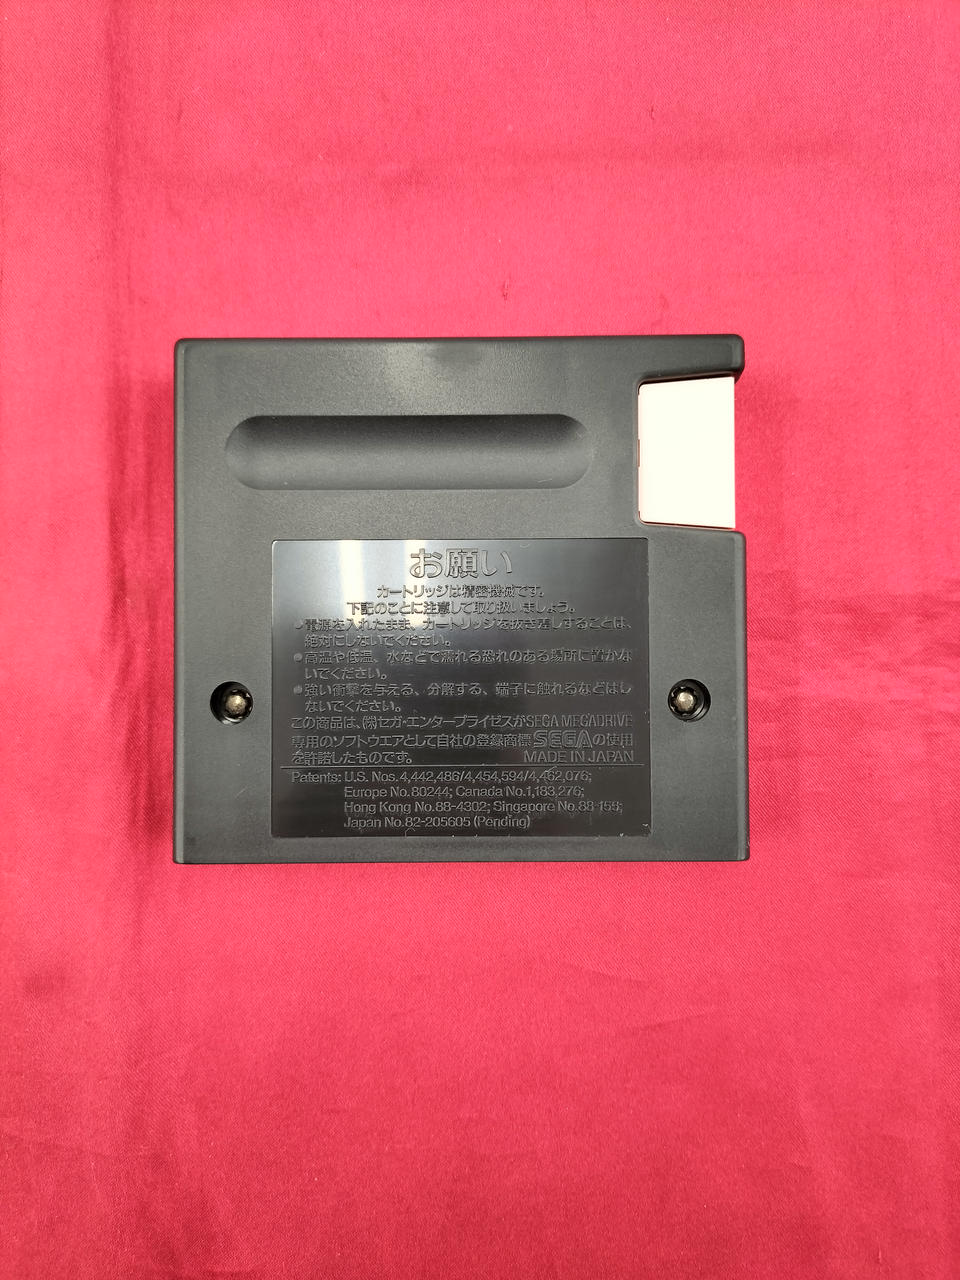 お願い
カートリッジは精密機械です。
下記のことに注意して取り扱いましょう。
●電源を入れたまま、カートリッジを抜き差しすることは、
絶対にしないでください。
●高温や低温、水などで濡れる恐れのある場所に置かな
いでください。
●強い衝撃を与える、分解する、端子に触れるなどはし
ないでください。
この商品は、㈱セガ・エンタープライゼスがSEGA MEGADRIVE
専用のソフトウエアとして自社の登録商標SEGAの使用
を許諾したものです。 MADE IN JAPAN
Patents: U.S. Nos. 4,442,486/4,454,594/4,462,076;
Europe No. 80244; Canada No. 1,183,276;
Hong Kong No. 88-4302; Singapore No. 88-155;
Japan No. 82-205605 (Pending)